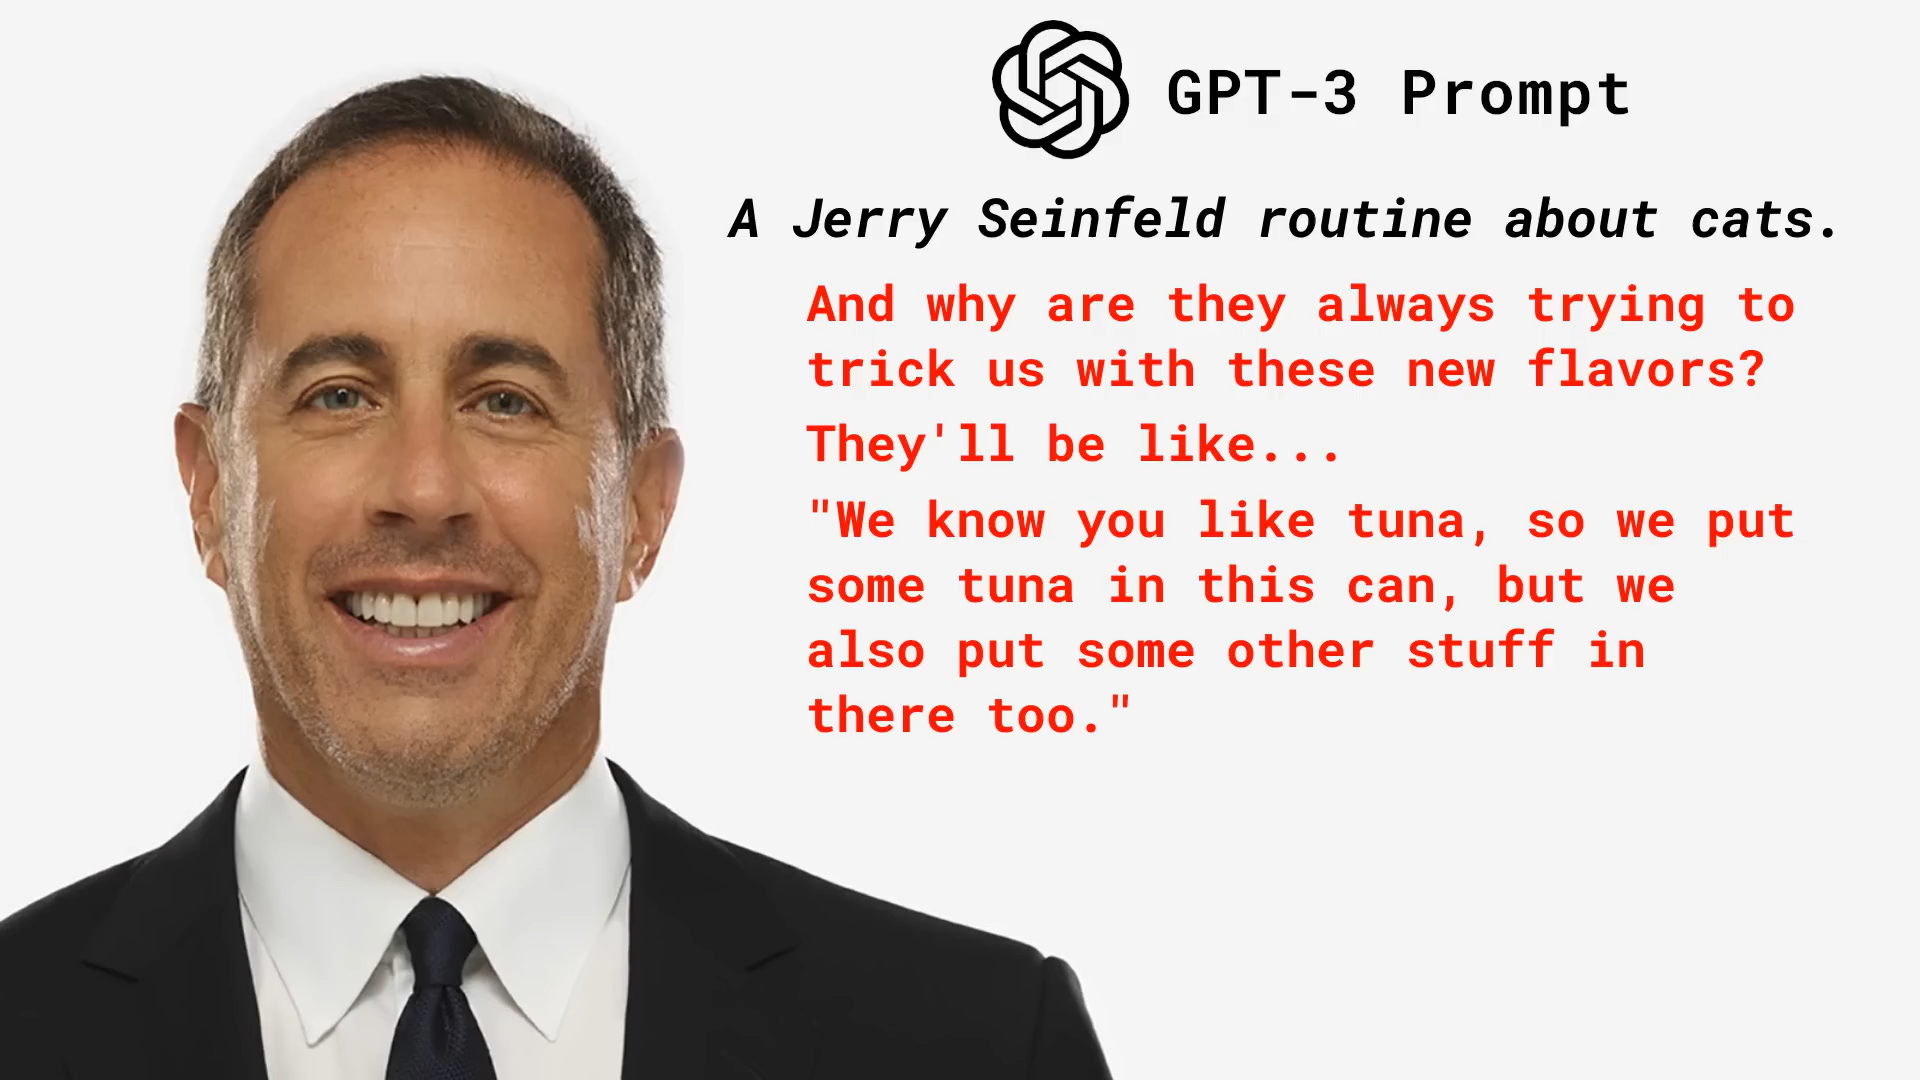 GPT-3 Prompt
A Jerry Seinfeld routine about cats.
And why are they always trying to
trick us with these new flavors?
They'll be like...
"We know you like tuna, so we put
some tuna in this can, but we
also put some other stuff in
there too."